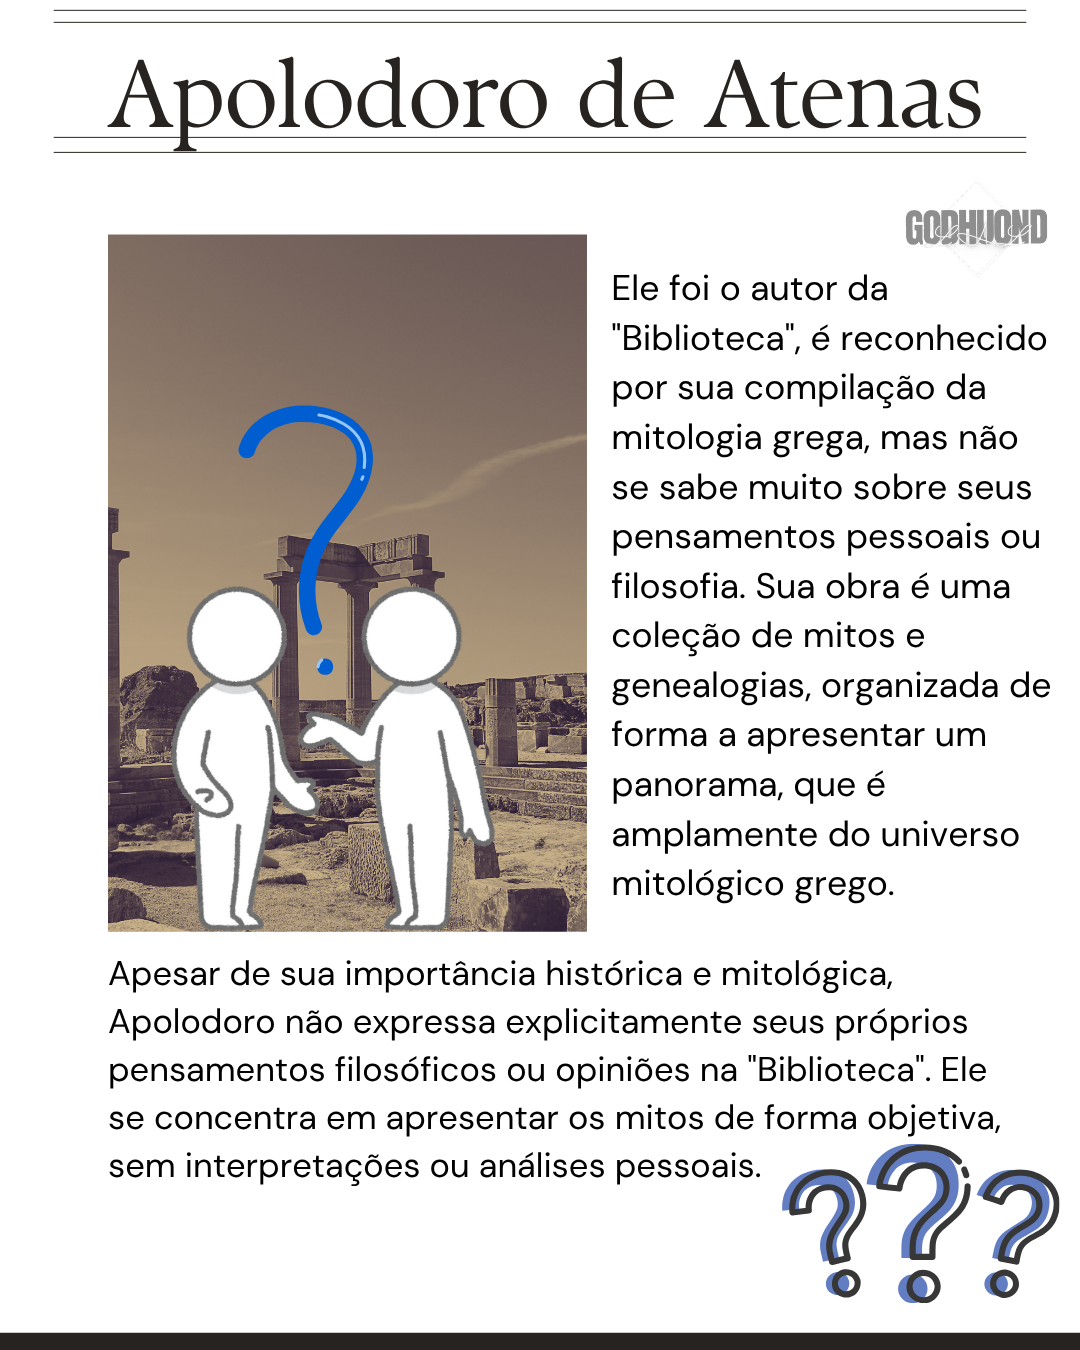 Apolodoro de Atenas
GODHUOND
Ele foi o autor da
"Biblioteca", é reconhecido
por sua compilação da
mitologia grega, mas não
se sabe muito sobre seus
pensamentos pessoais ou
filosofia. Sua obra é uma
coleção de mitos e
genealogias, organizada de
forma a apresentar um
panorama, que é
amplamente do universo
mitológico grego.
Apesar de sua importância histórica e mitológica,
Apolodoro não expressa explicitamente seus próprios
pensamentos filosóficos ou opiniões na "Biblioteca". Ele
se concentra em apresentar os mitos de forma objetiva,
sem interpretações ou análises pessoais.
???